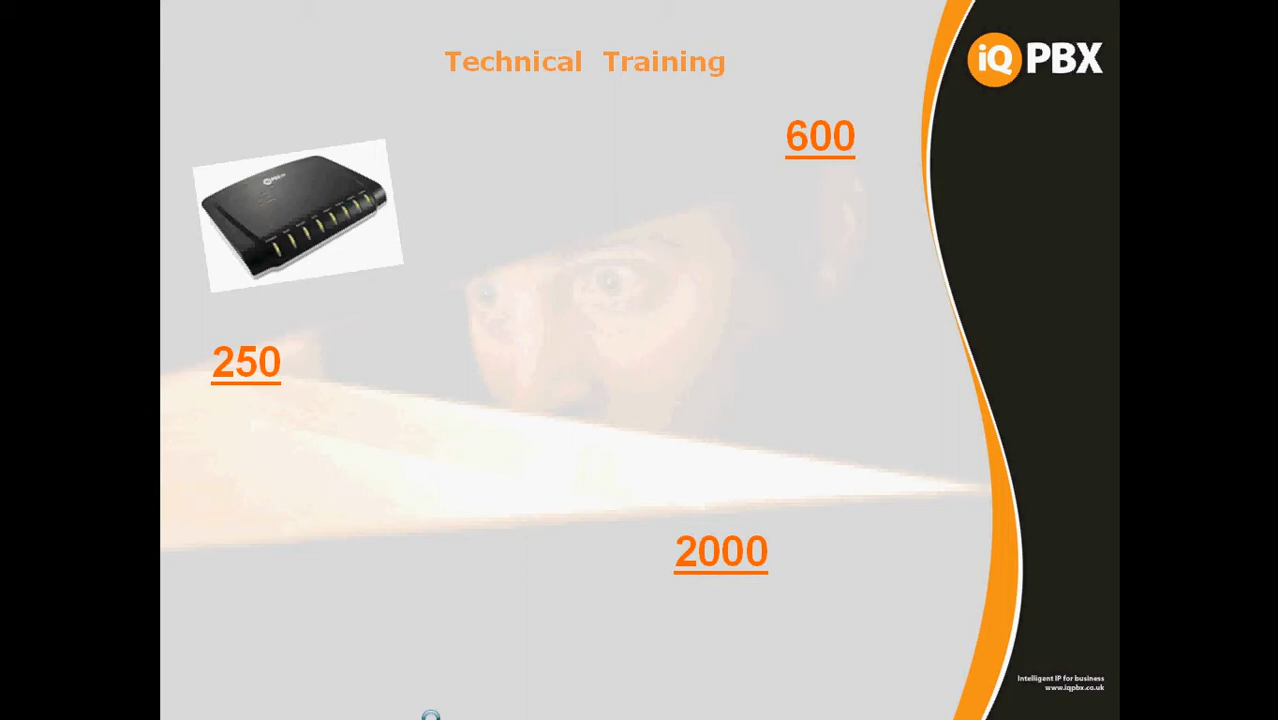 Technical Training
iQ PBX
600
250
2000
Intelligent IP for business
www.iqpbx.co.uk